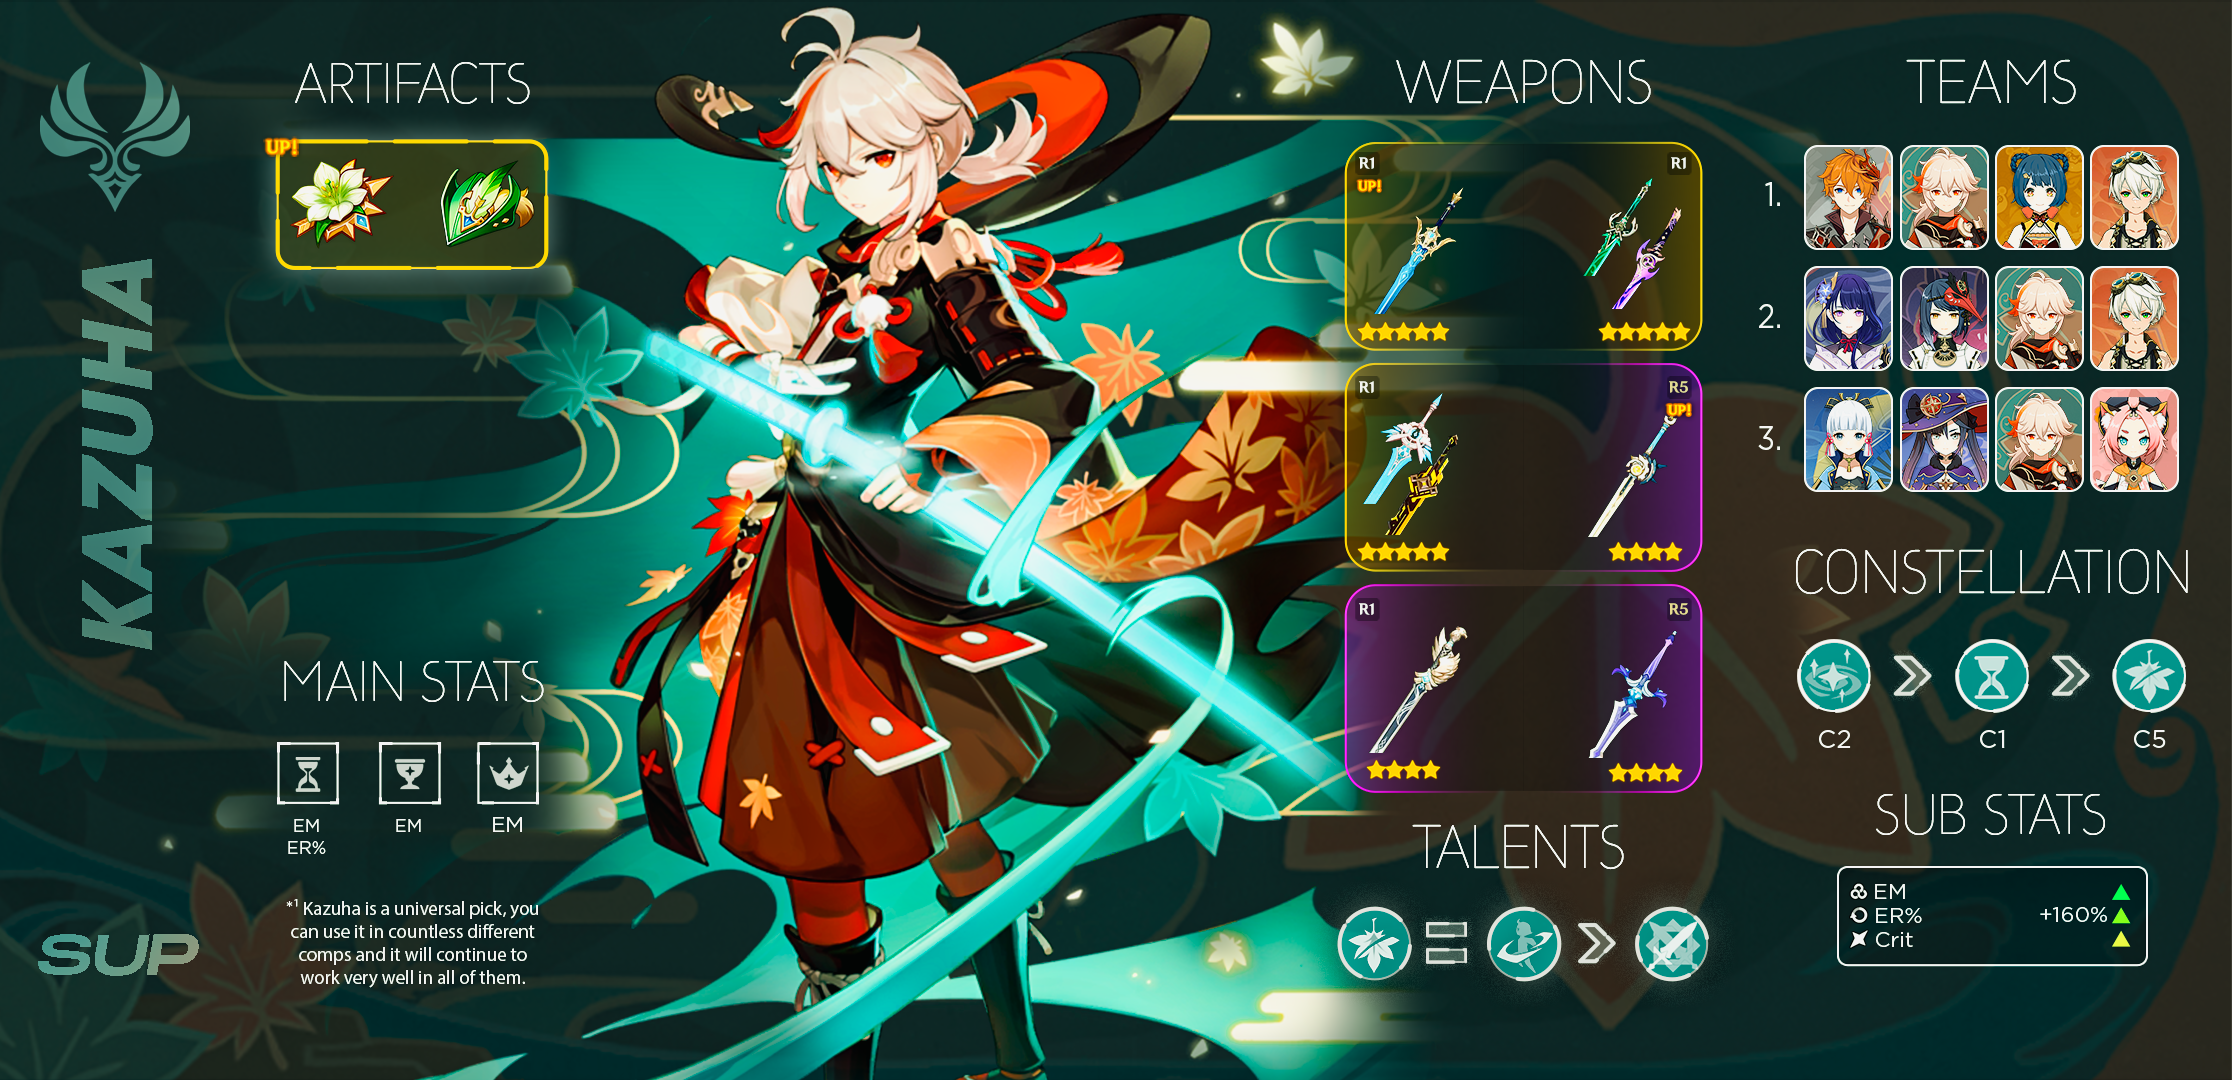 KAZUHA
SUP
ARTIFACTS
UP!
MAIN STATS
EM
ER%
EM
EM
*1 Kazuha is a universal pick, you
can use it in countless different
comps and it will continue to
work very well in all of them.
WEAPONS
R1
R1
UP!
R1
R5
UP!
R1
R5
TALENTS
TEAMS
1.
2.
3.
CONSTELLATION
C2
C1
C5
SUB STATS
EM
ER% +160%
Crit